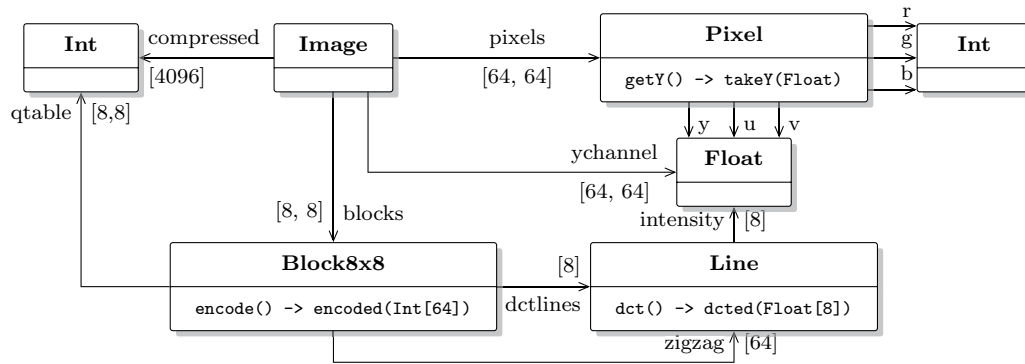 r
Int
compressed
Image
pixels
Pixel
g
Int
[4096]
[64, 64]
getY() -> takeY(Float)
b
qtable
[8,8]
y
u
v
ychannel
Float
[64, 64]
[8, 8]
blocks
intensity
[8]
Block8x8
[8]
Line
encode() -> encoded(Int[64])
dctlines
dct() -> dcted(Float[8])
zigzag
[64]